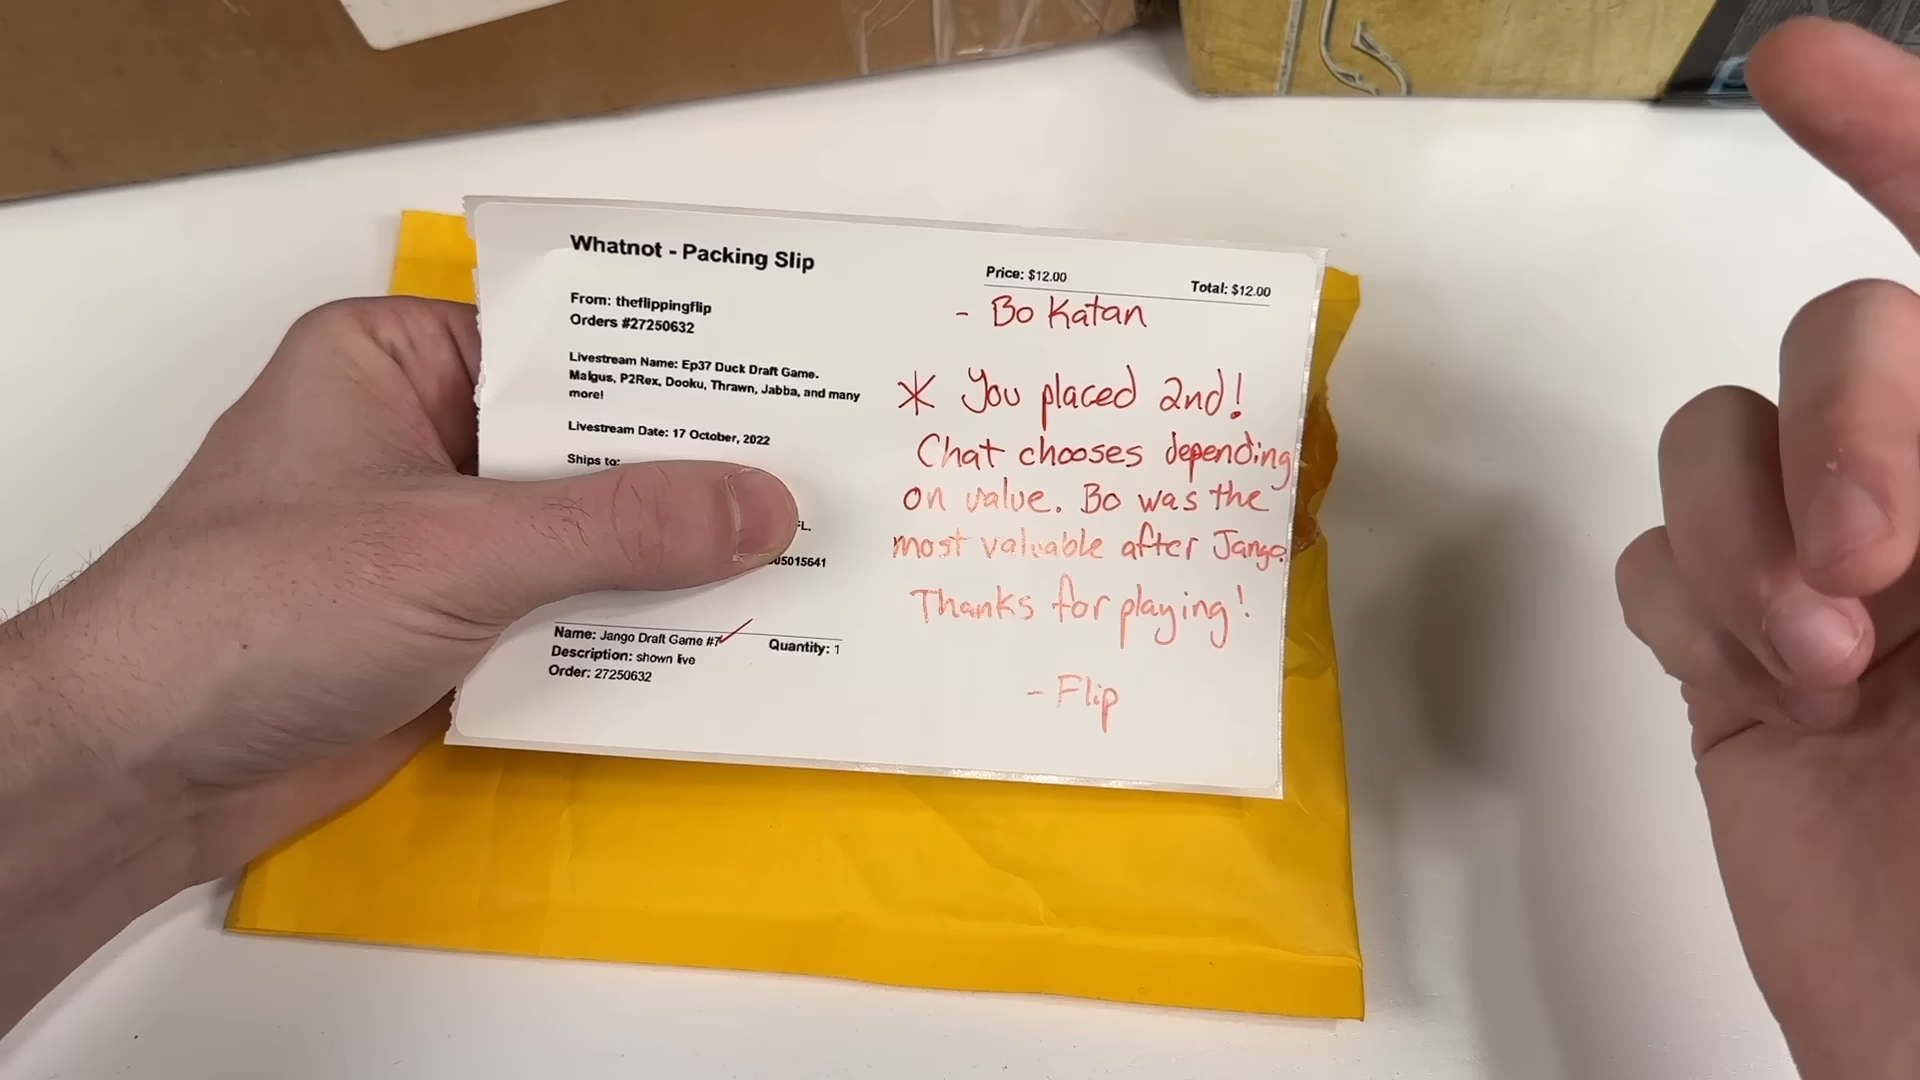 Whatnot - Packing Slip
From: theflippingflip
Orders #27250632
Livestream Name: Ep37 Duck Draft Game.
Malgus, P2Rex, Dooku, Thrawn, Jabba, and many
more!
Livestream Date: 17 October, 2022
Ships to:
FL.
05015641
Name: Jango Draft Game #7
Quantity: 1
Description: shown live
Order: 27250632
Price: $12.00
Total: $12.00
- Bo Katan
* You placed 2nd!
Chat chooses depending
on value. Bo was the
most valuable after Jango.
Thanks for playing!
- Flip